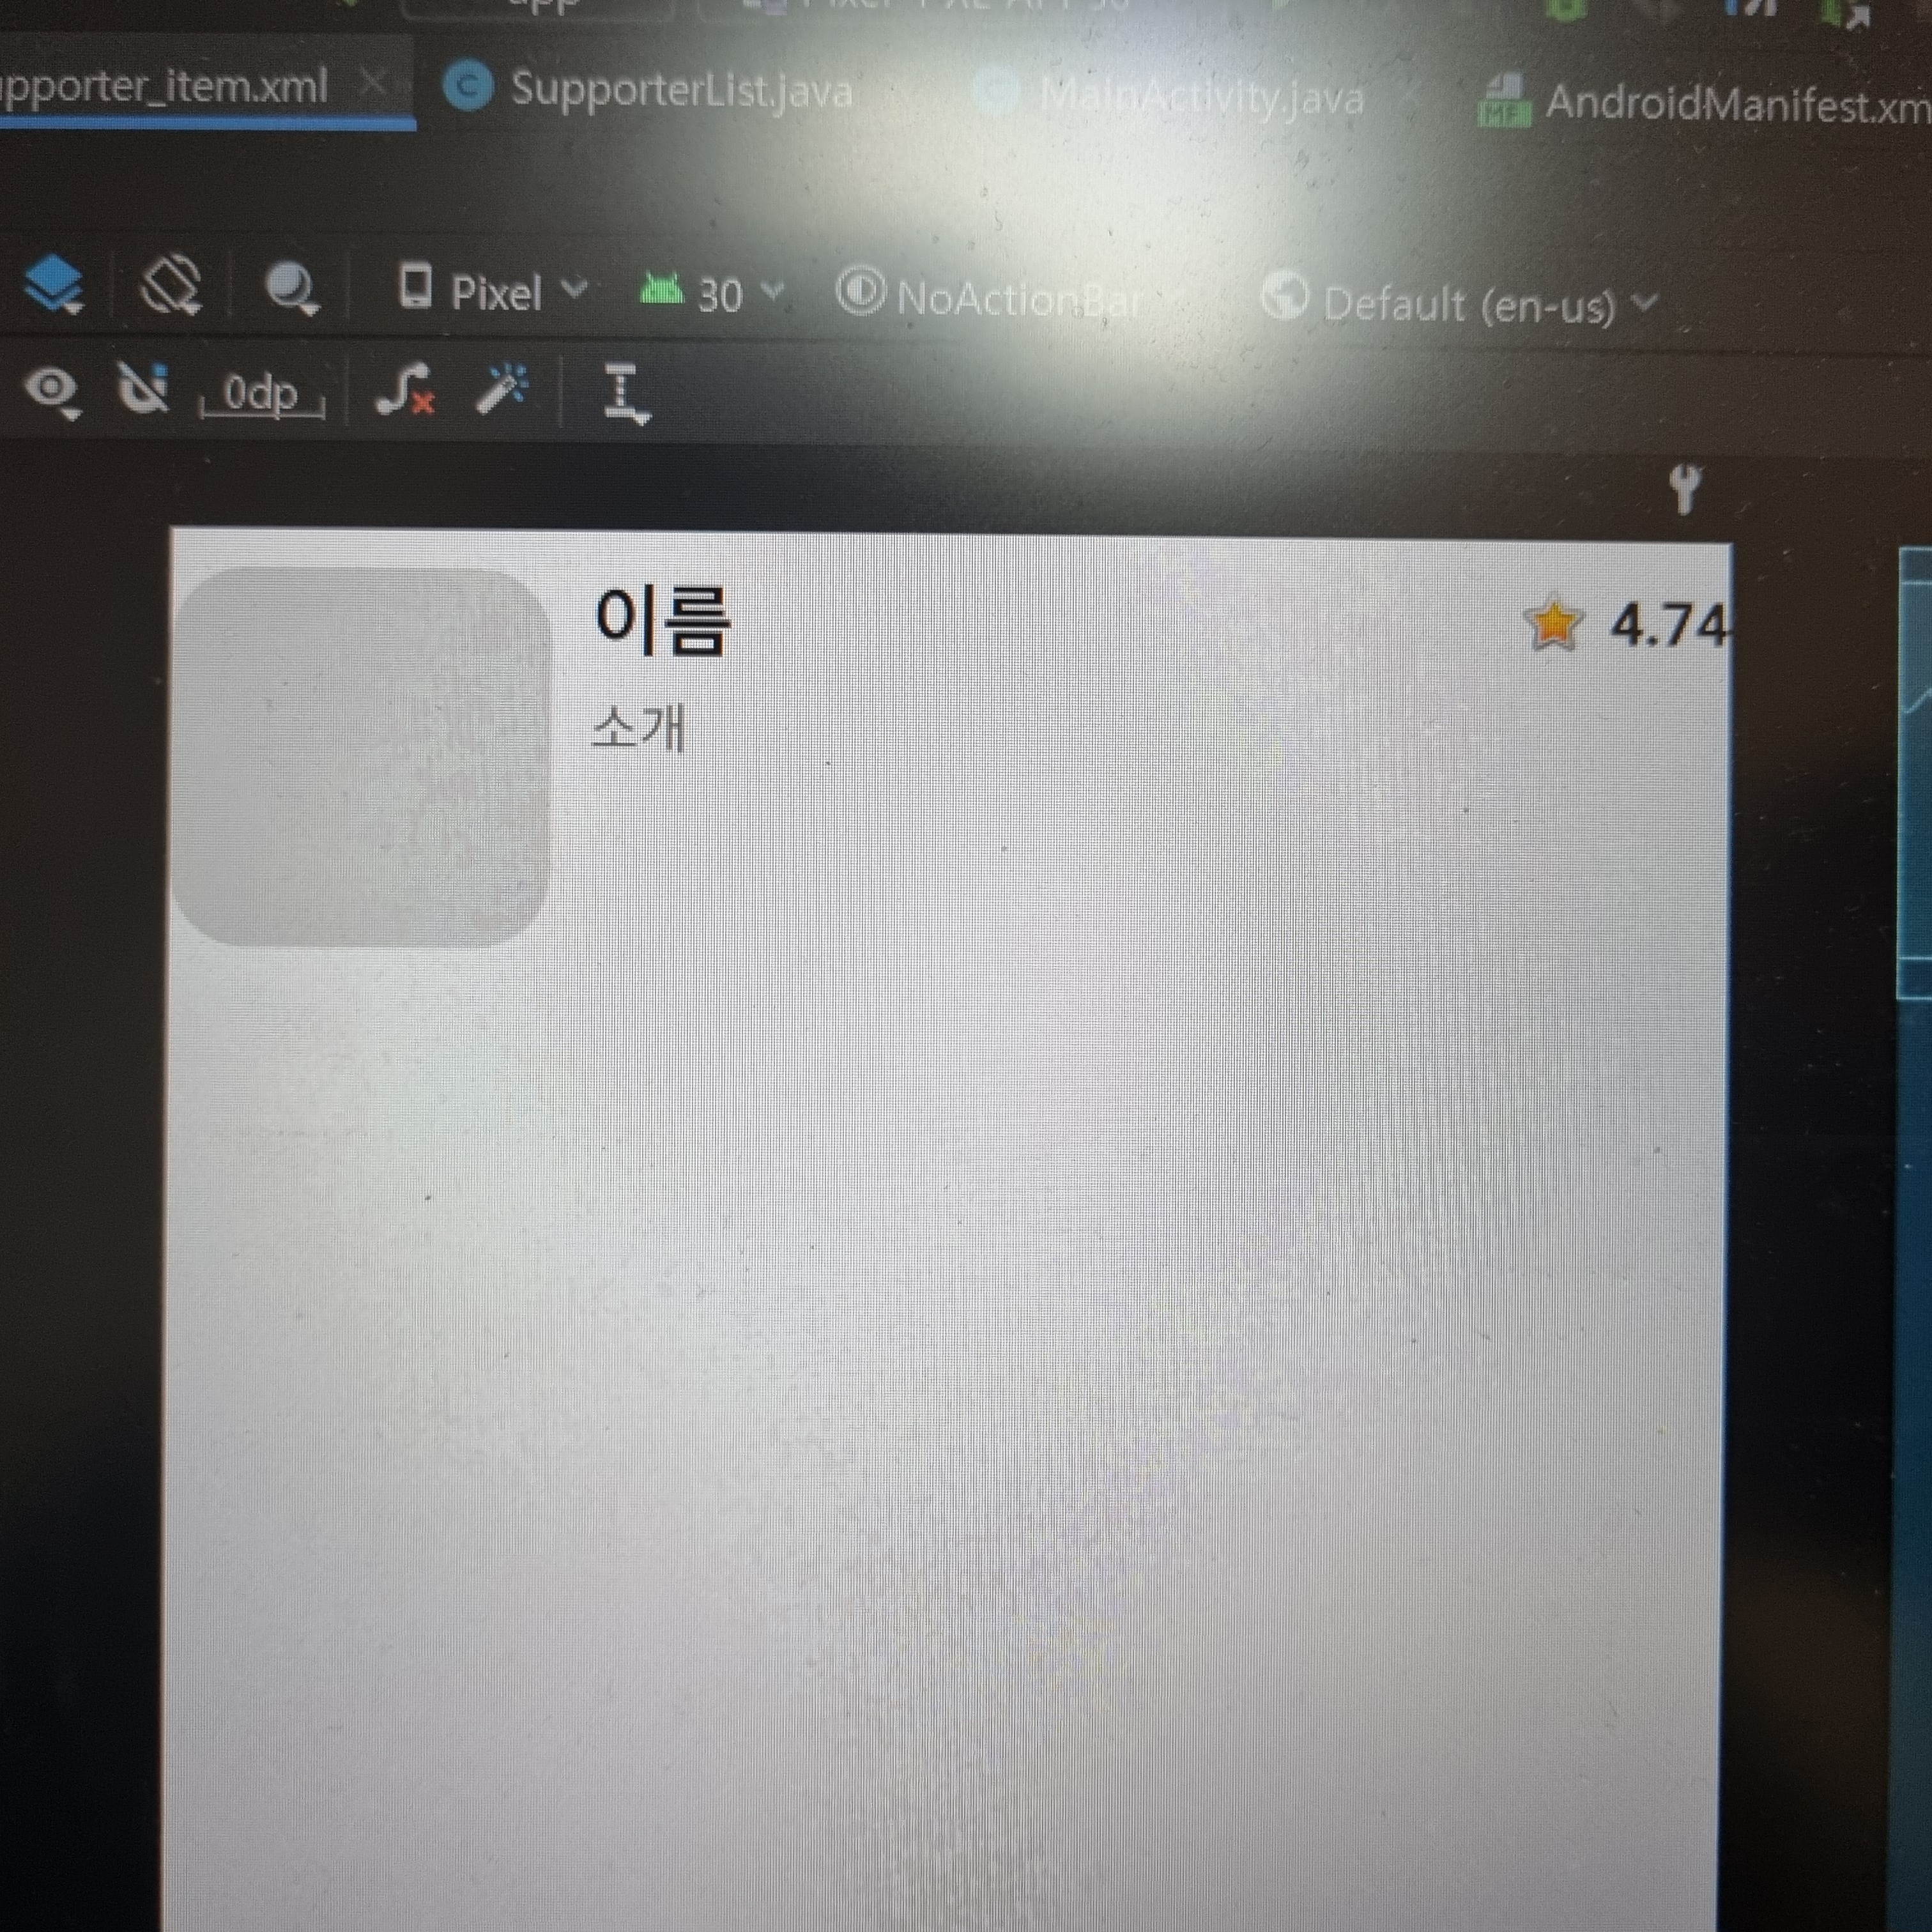 app
pporter_item.xml SupporterList.java MainActivity.java AndroidManifest.xm
Pixel 30 NoActionBar Default (en-us)
0dp
이름 4.74
소개